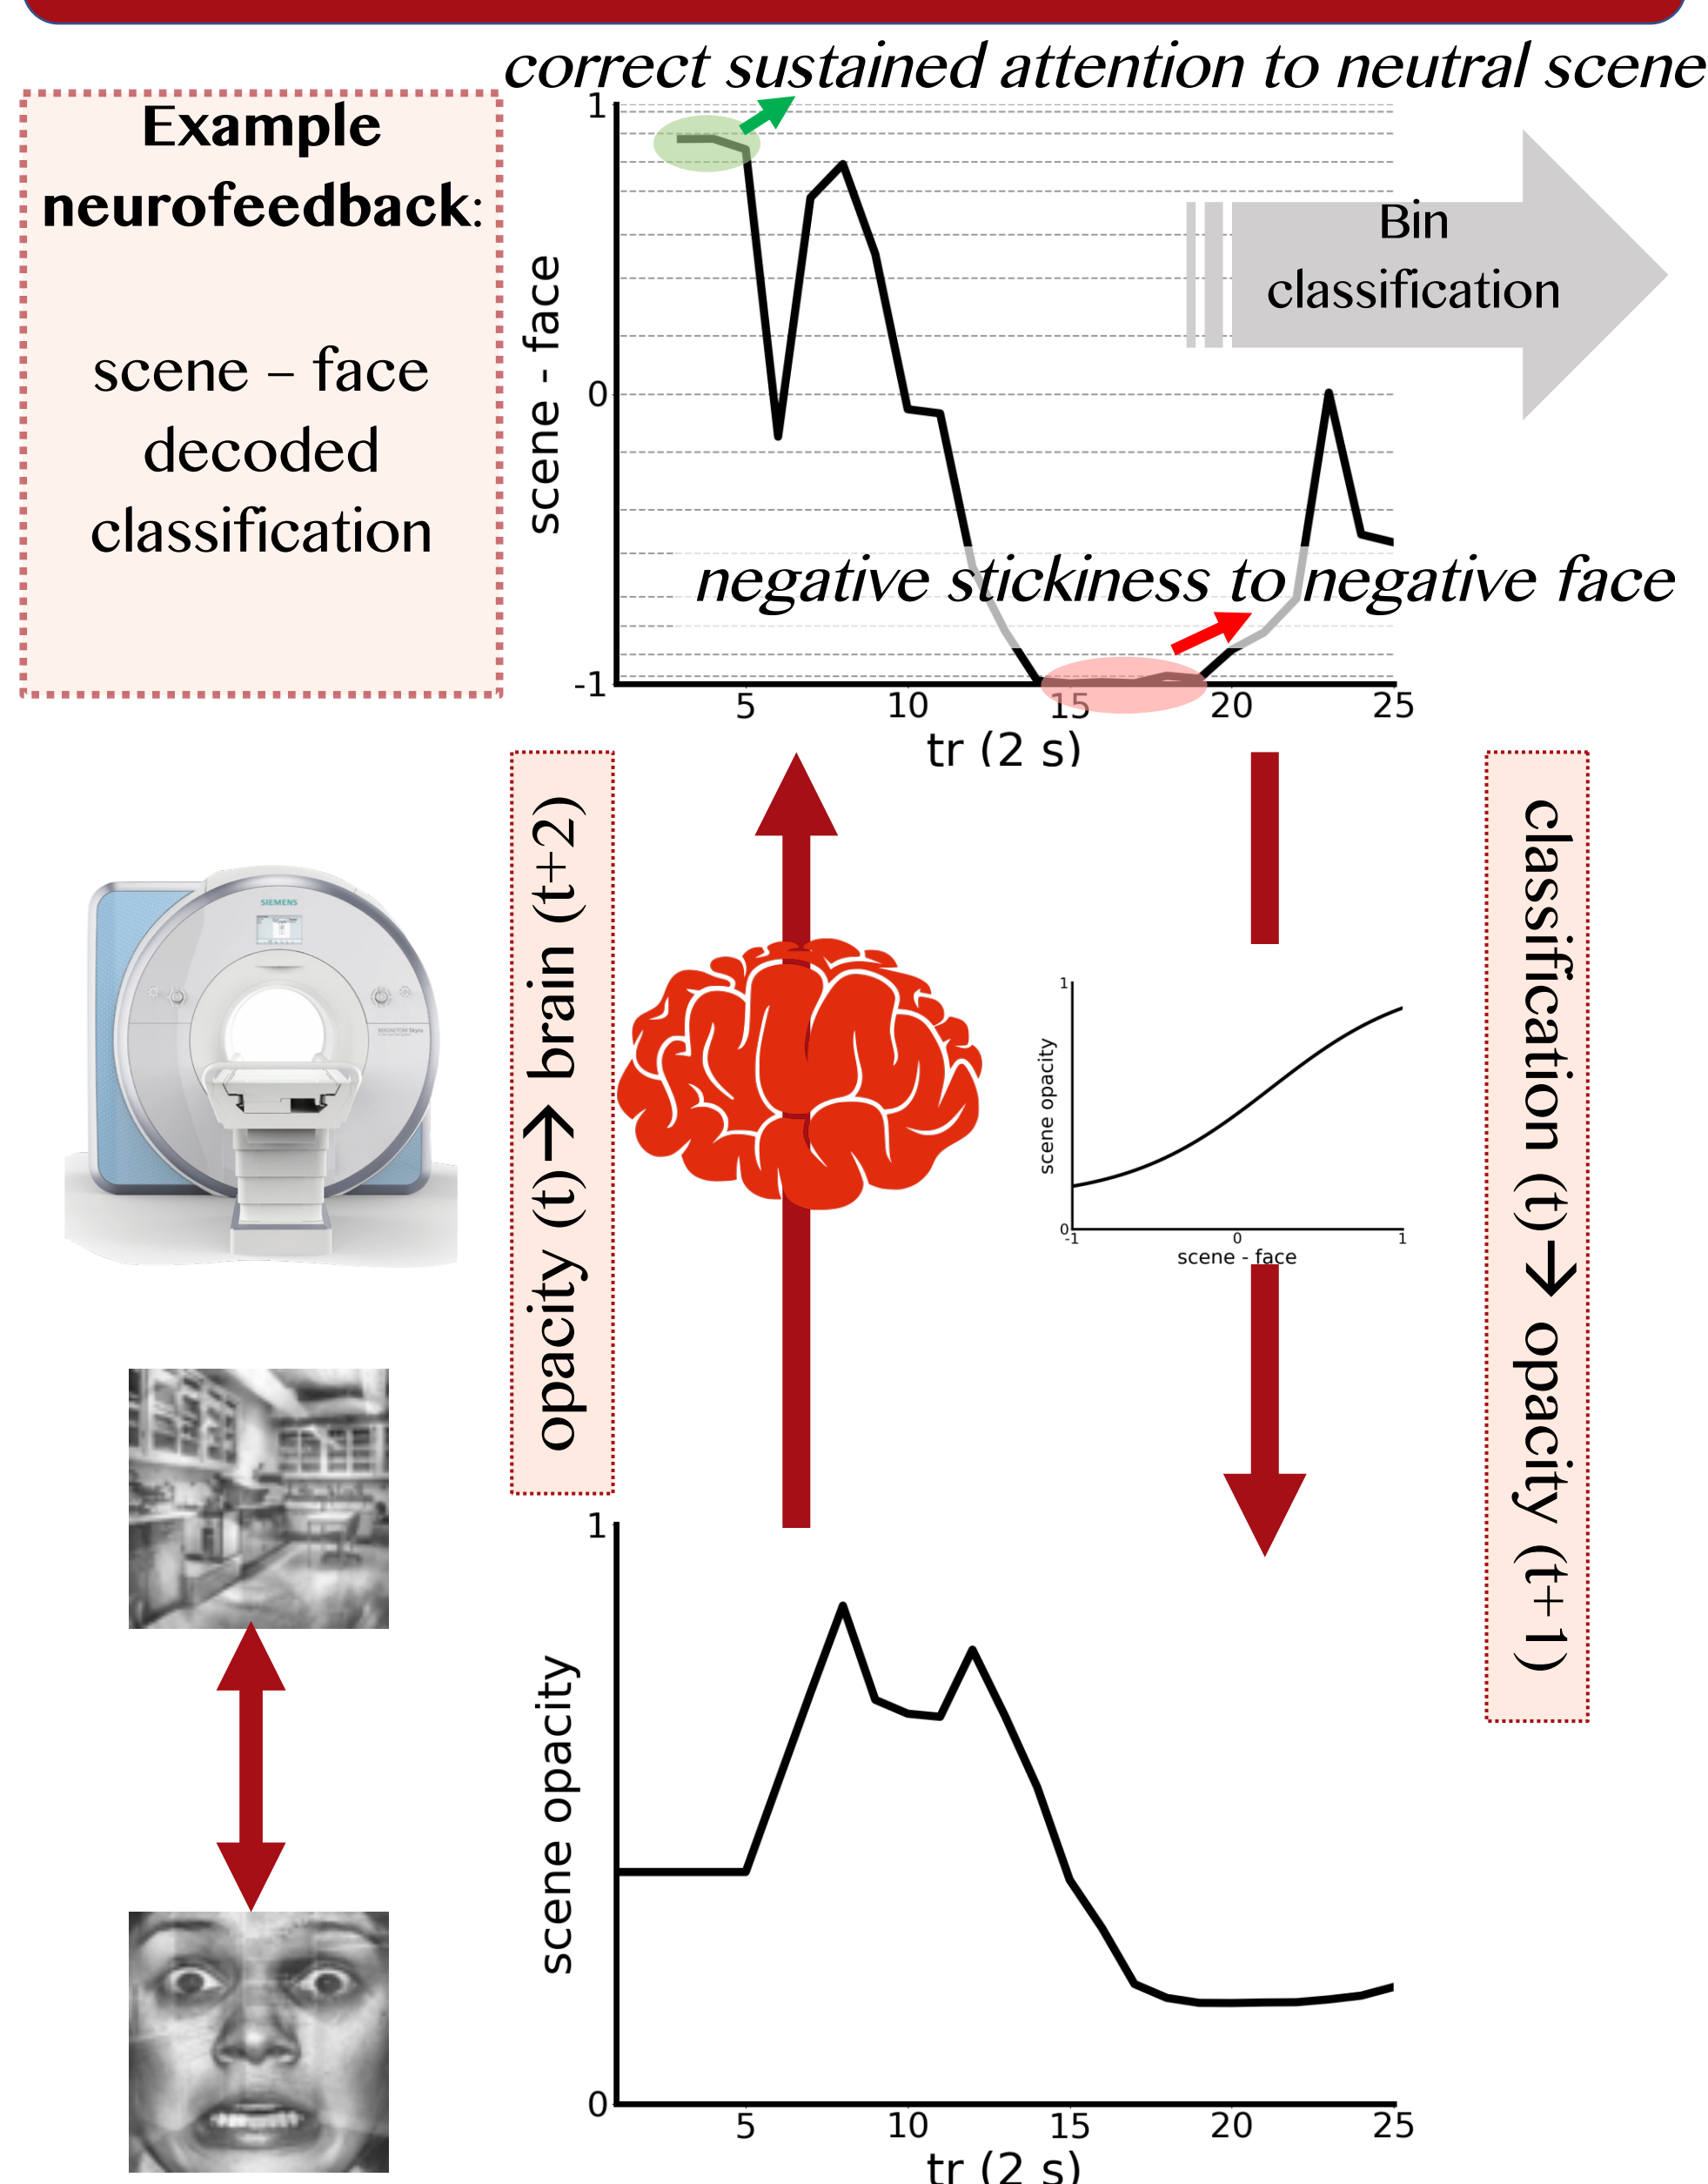 correct sustained attention to neutral scene
Example
neurofeedback:
scene – face
decoded
classification
1
0
-1
scene - face
5
10
15
20
25
tr (2 s)
Bin
classification
negative stickiness to negative face
opacity (t)→ brain (t+2)
classification (t)→ opacity (t+1)
SIEMENS
1
0
scene opacity
-1
0
1
scene - face
1
0
scene opacity
5
10
15
20
25
tr (2 s)